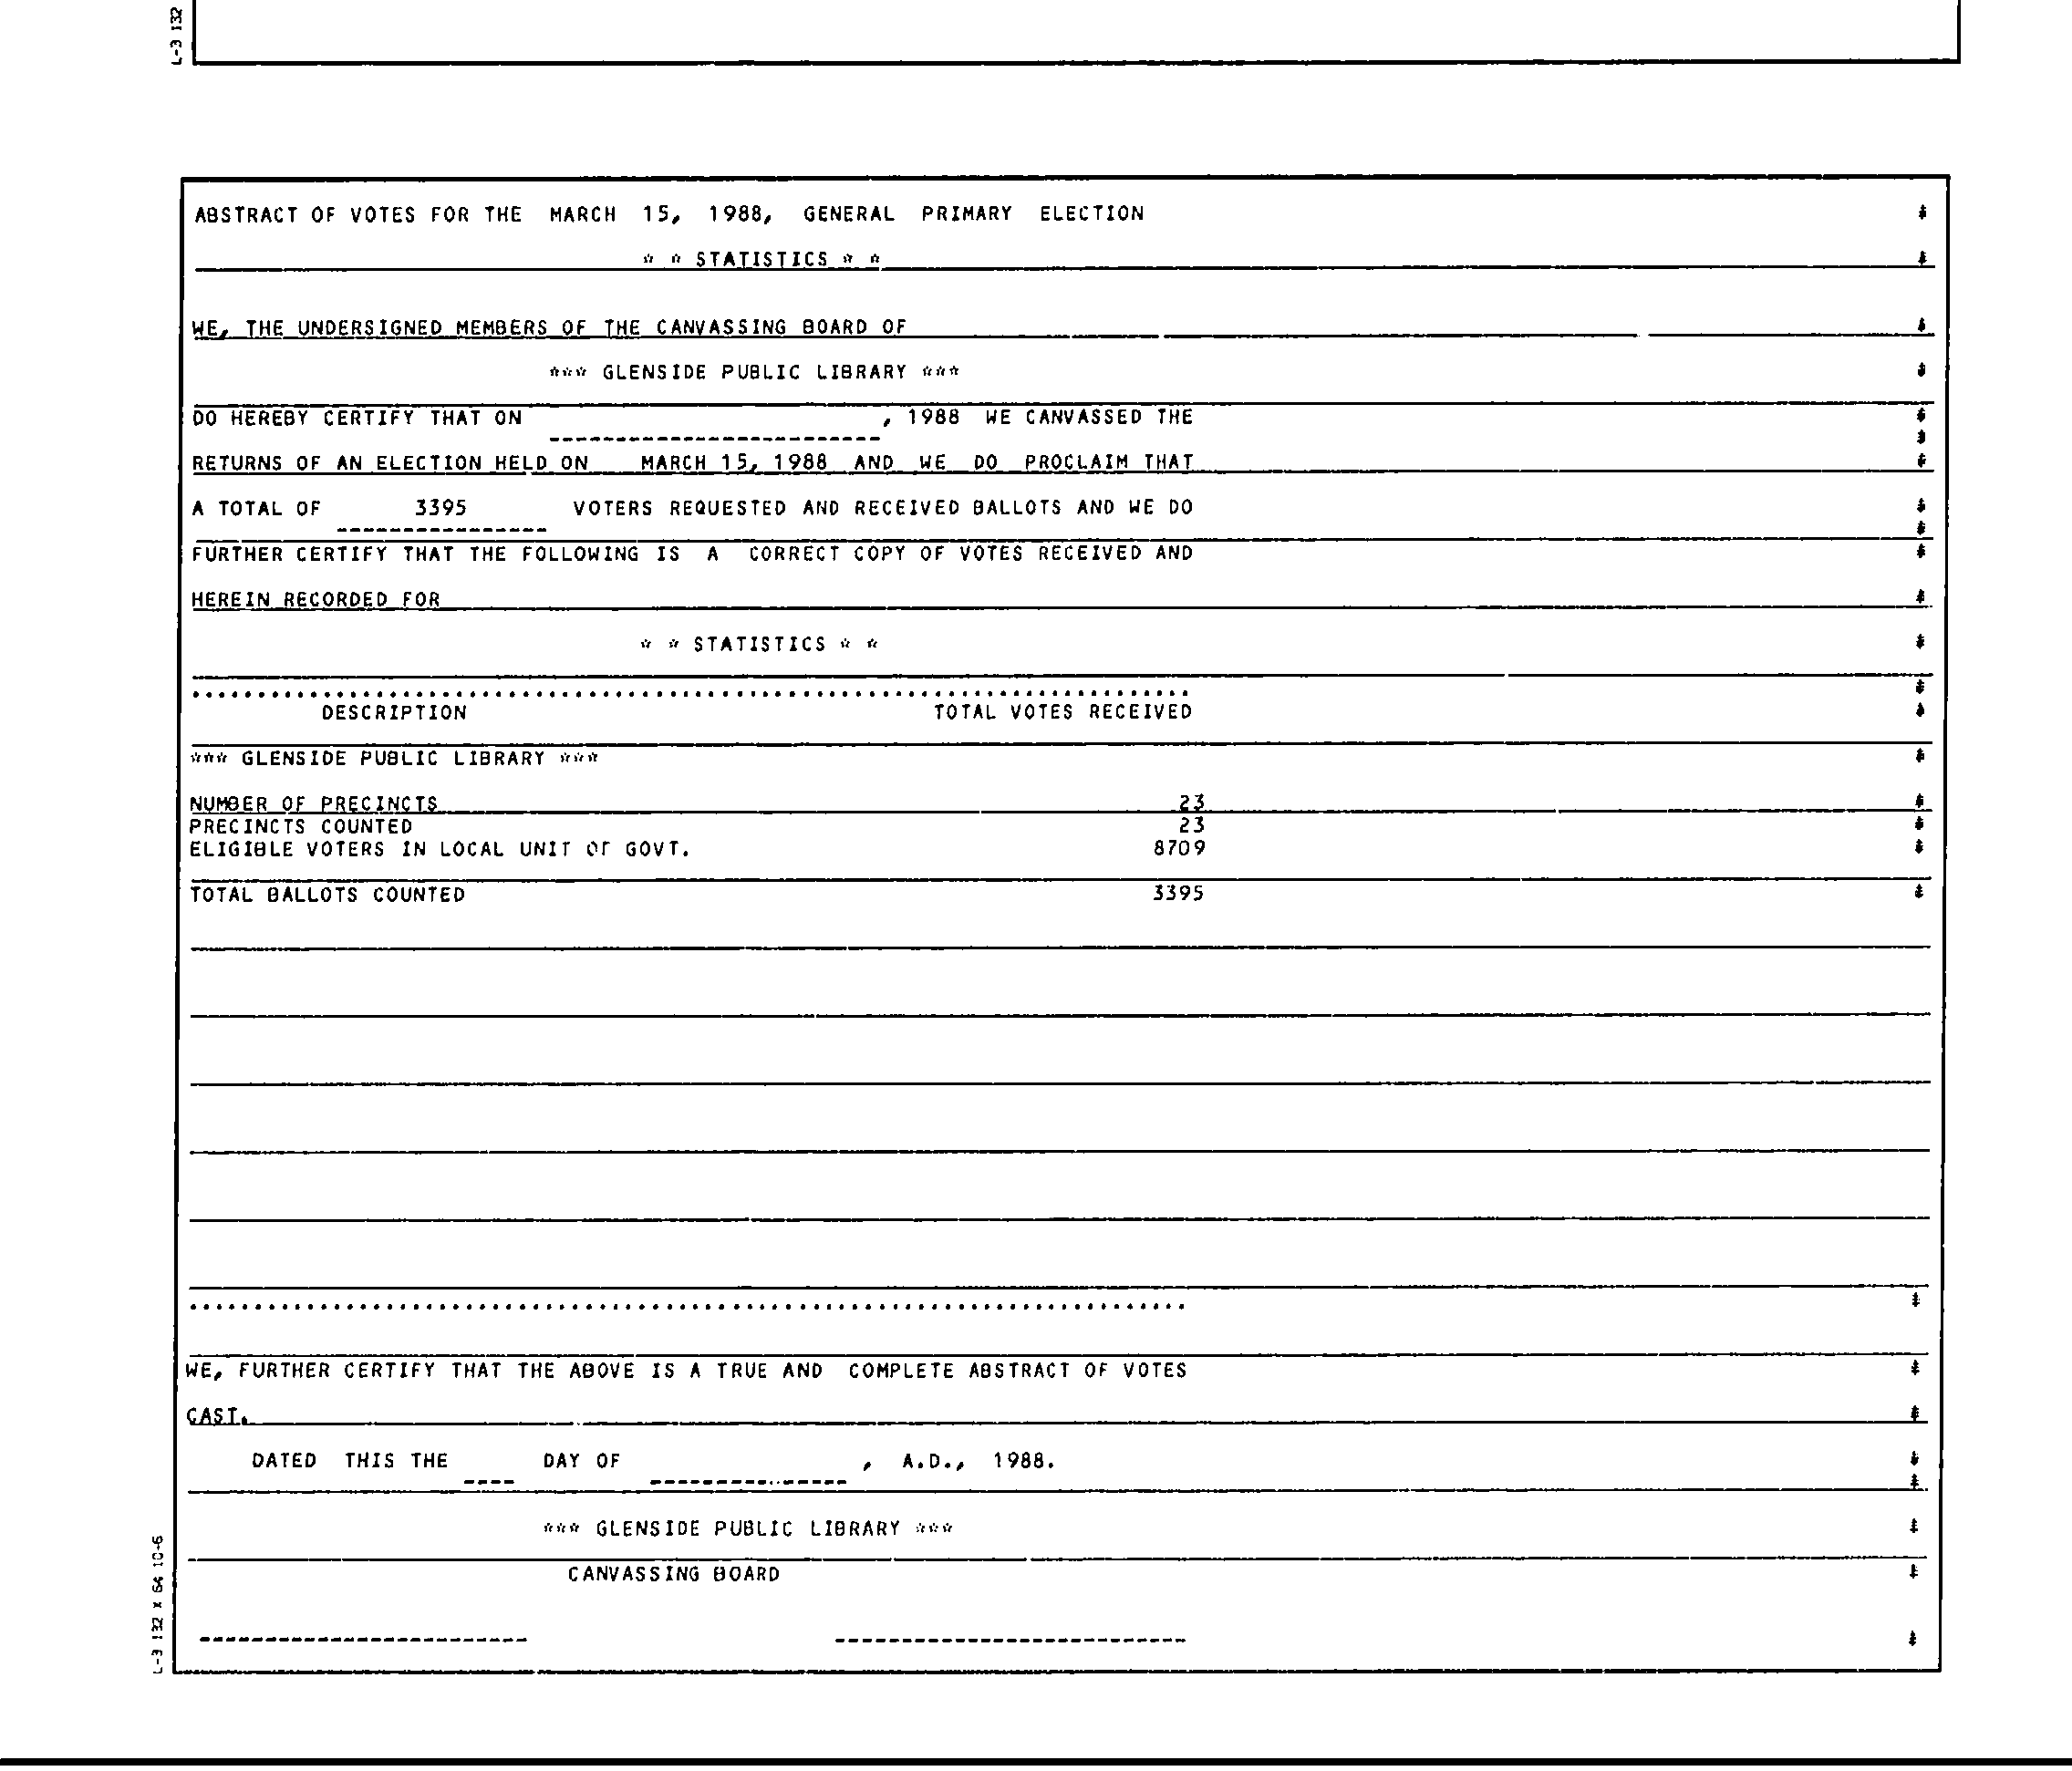 L-3 132
ABSTRACT OF VOTES FOR THE MARCH 15, 1988, GENERAL PRIMARY ELECTION
* * STATISTICS * *
WE, THE UNDERSIGNED MEMBERS OF THE CANVASSING BOARD OF
*** GLENSIDE PUBLIC LIBRARY ***
DO HEREBY CERTIFY THAT ON , 1988 WE CANVASSED THE
RETURNS OF AN ELECTION HELD ON MARCH 15, 1988 AND WE DO PROCLAIM THAT
A TOTAL OF 3395 VOTERS REQUESTED AND RECEIVED BALLOTS AND WE DO
FURTHER CERTIFY THAT THE FOLLOWING IS A CORRECT COPY OF VOTES RECEIVED AND
HEREIN RECORDED FOR
* * STATISTICS * *
DESCRIPTION TOTAL VOTES RECEIVED
*** GLENSIDE PUBLIC LIBRARY ***
NUMBER OF PRECINCTS 23
PRECINCTS COUNTED 23
ELIGIBLE VOTERS IN LOCAL UNIT OF GOVT. 8709
TOTAL BALLOTS COUNTED 3395
WE, FURTHER CERTIFY THAT THE ABOVE IS A TRUE AND COMPLETE ABSTRACT OF VOTES
CAST.
DATED THIS THE ---- DAY OF --------------- , A.D., 1988.
*** GLENSIDE PUBLIC LIBRARY ***
CANVASSING BOARD
L-3 132 X 64 10-6